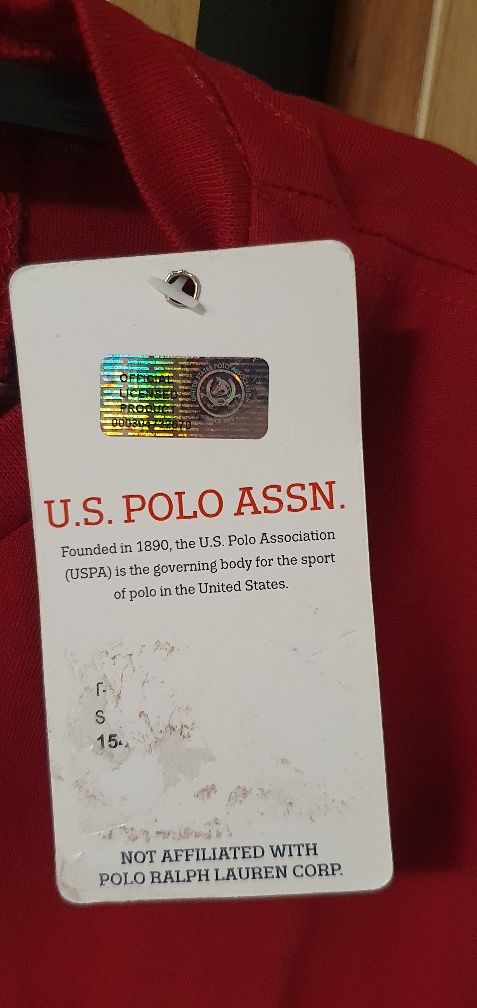 OFFICIAL
LICENSED
PRODUCT
U.S. POLO ASSN.
Founded in 1890, the U.S. Polo Association
(USPA) is the governing body for the sport
of polo in the United States.
S
NOT AFFILIATED WITH
POLO RALPH LAUREN CORP.